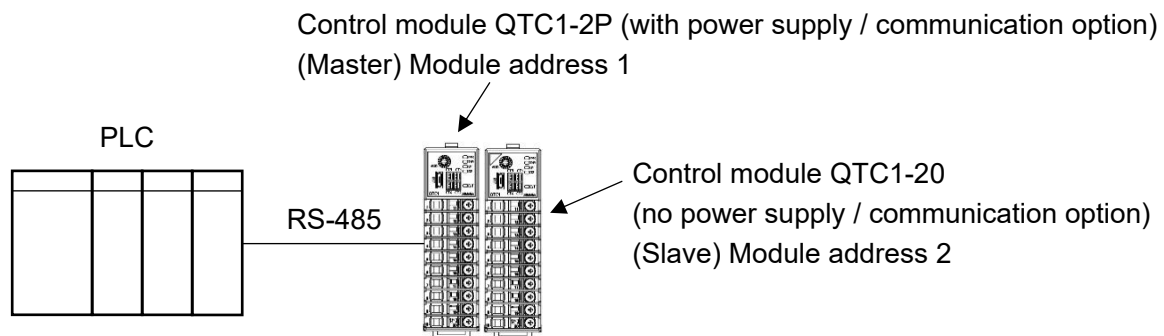 Control module QTC1-2P (with power supply / communication option)
(Master) Module address 1
PLC
Control module QTC1-20
(no power supply / communication option)
(Slave) Module address 2
RS-485